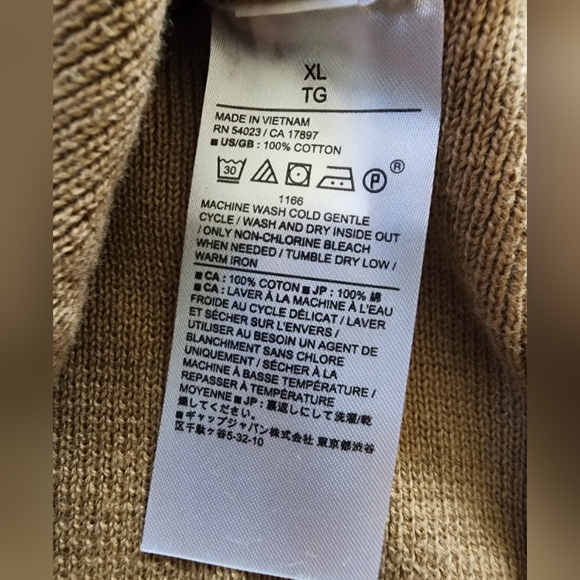 XL
TG
MADE IN VIETNAM
RN 54023 / CA 17897
■ US/GB : 100% COTTON
30 P ®
1166
MACHINE WASH COLD GENTLE
CYCLE / WASH AND DRY INSIDE OUT
/ ONLY NON-CHLORINE BLEACH
WHEN NEEDED / TUMBLE DRY LOW /
WARM IRON
■ CA : 100% COTON ■ JP : 100% 綿
■ CA : LAVER À LA MACHINE À L'EAU
FROIDE AU CYCLE DÉLICAT / LAVER
ET SÉCHER SUR L'ENVERS /
UTILISER AU BESOIN UN AGENT DE
BLANCHIMENT SANS CHLORE
UNIQUEMENT / SÉCHER À LA
MACHINE À BASSE TEMPÉRATURE /
REPASSER À TEMPÉRATURE
MOYENNE ■ JP : 裏返しにして洗濯/乾
燥してください。
■ ギャップジャパン株式会社 東京都渋谷
区千駄ヶ谷5-32-10